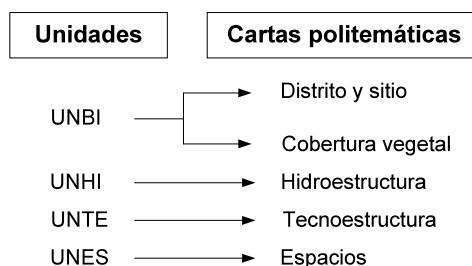 Unidades
Cartas politemáticas
UNBI
Distrito y sitio
Cobertura vegetal
UNHI
Hidroestructura
UNTE
Tecnoestructura
UNES
Espacios